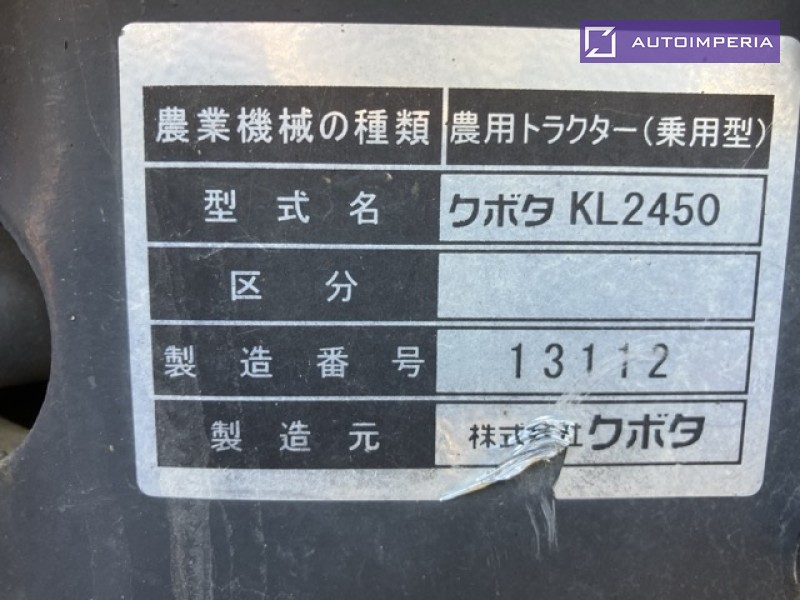 AUTOIMPERIA
農業機械の種類 農用トラクター(乗用型)
型式名 クボタ KL2450
区分
製造番号 13112
製造元 株式会社クボタ